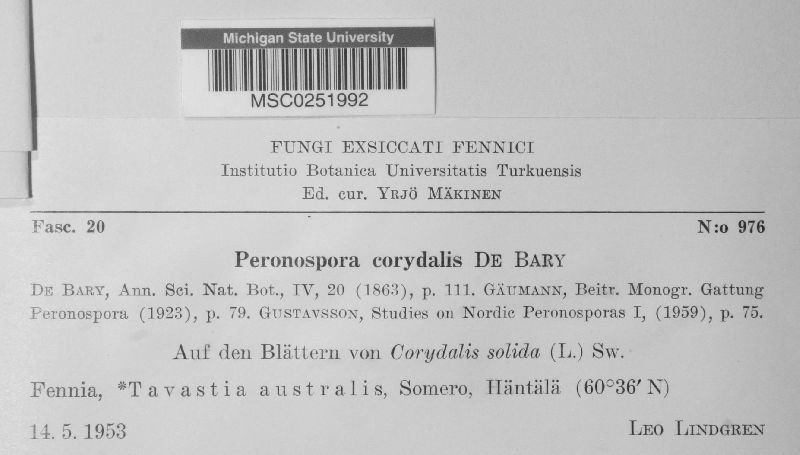 Michigan State University
MSC0251992
FUNGI EXSICCATI FENNICI
Institutio Botanica Universitatis Turkuensis
Ed. cur. YRJÖ MÄKINEN
Fasc. 20 N:o 976
Peronospora corydalis DE BARY
DE BARY, Ann. Sci. Nat. Bot., IV, 20 (1863), p. 111. GÄUMANN, Beitr. Monogr. Gattung
Peronospora (1923), p. 79. GUSTAVSSON, Studies on Nordic Peronosporas I, (1959), p. 75.
Auf den Blättern von Corydalis solida (L.) Sw.
Fennia, *Tavastia australis, Somero, Häntälä (60°36′ N)
14. 5. 1953 LEO LINDGREN